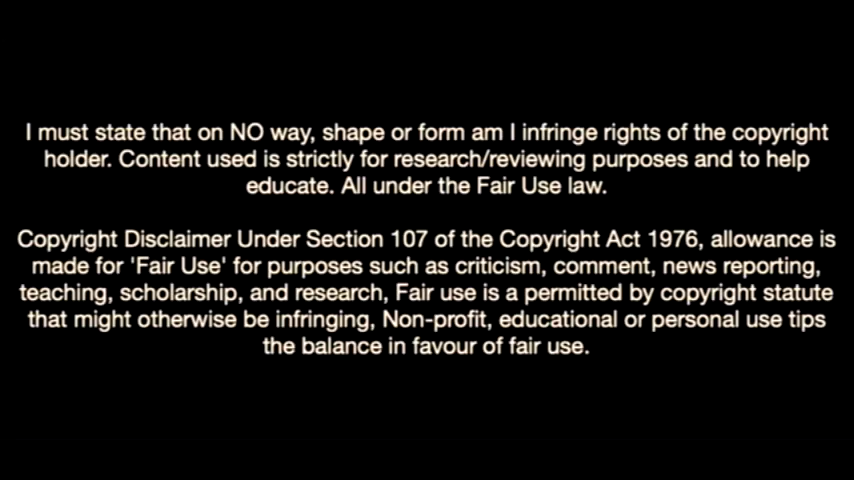 I must state that on NO way, shape or form am I infringe rights of the copyright
holder. Content used is strictly for research/reviewing purposes and to help
educate. All under the Fair Use law.
Copyright Disclaimer Under Section 107 of the Copyright Act 1976, allowance is
made for 'Fair Use' for purposes such as criticism, comment, news reporting,
teaching, scholarship, and research, Fair use is a permitted by copyright statute
that might otherwise be infringing, Non-profit, educational or personal use tips
the balance in favour of fair use.